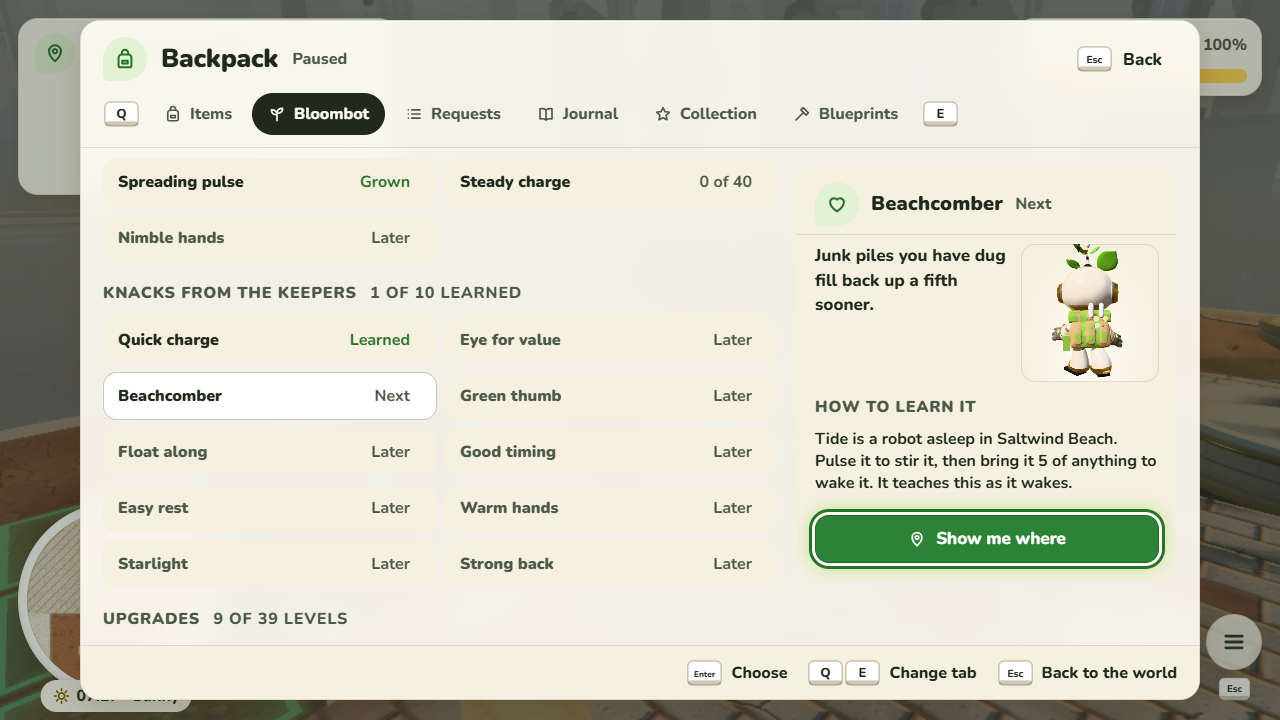 Backpack Paused
Esc Back
100%
Q Items Bloombot Requests Journal Collection Blueprints E
Spreading pulse Grown
Steady charge 0 of 40
Nimble hands Later
KNACKS FROM THE KEEPERS 1 OF 10 LEARNED
Quick charge Learned
Eye for value Later
Beachcomber Next
Green thumb Later
Float along Later
Good timing Later
Easy rest Later
Warm hands Later
Starlight Later
Strong back Later
UPGRADES 9 OF 39 LEVELS
Beachcomber Next
Junk piles you have dug
fill back up a fifth
sooner.
HOW TO LEARN IT
Tide is a robot asleep in Saltwind Beach.
Pulse it to stir it, then bring it 5 of anything to
wake it. It teaches this as it wakes.
Show me where
Enter Choose Q E Change tab Esc Back to the world
Esc